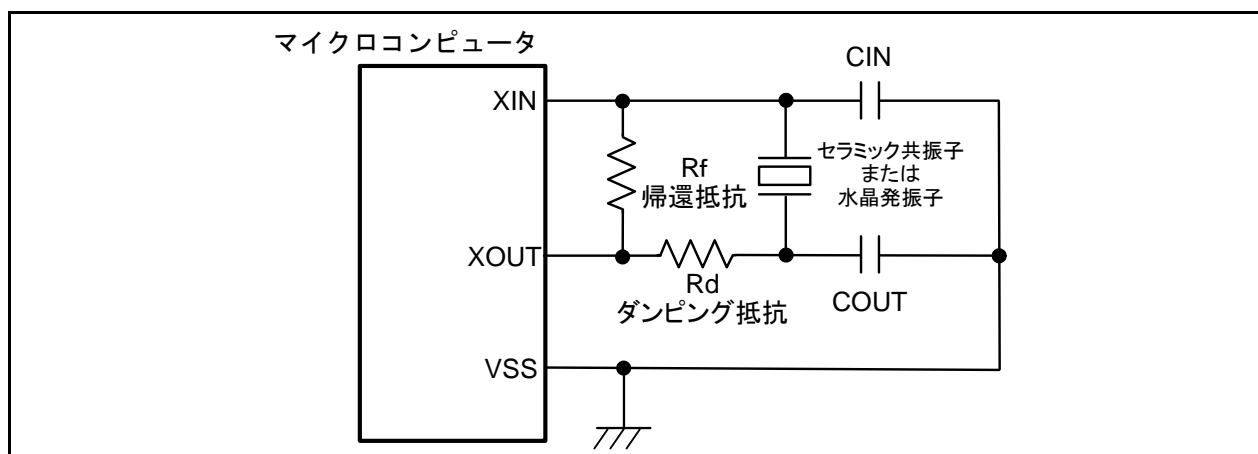 マイクロコンピュータ
XIN
CIN
Rf
帰還抵抗
セラミック共振子
または
水晶発振子
XOUT
Rd
ダンピング抵抗
COUT
VSS